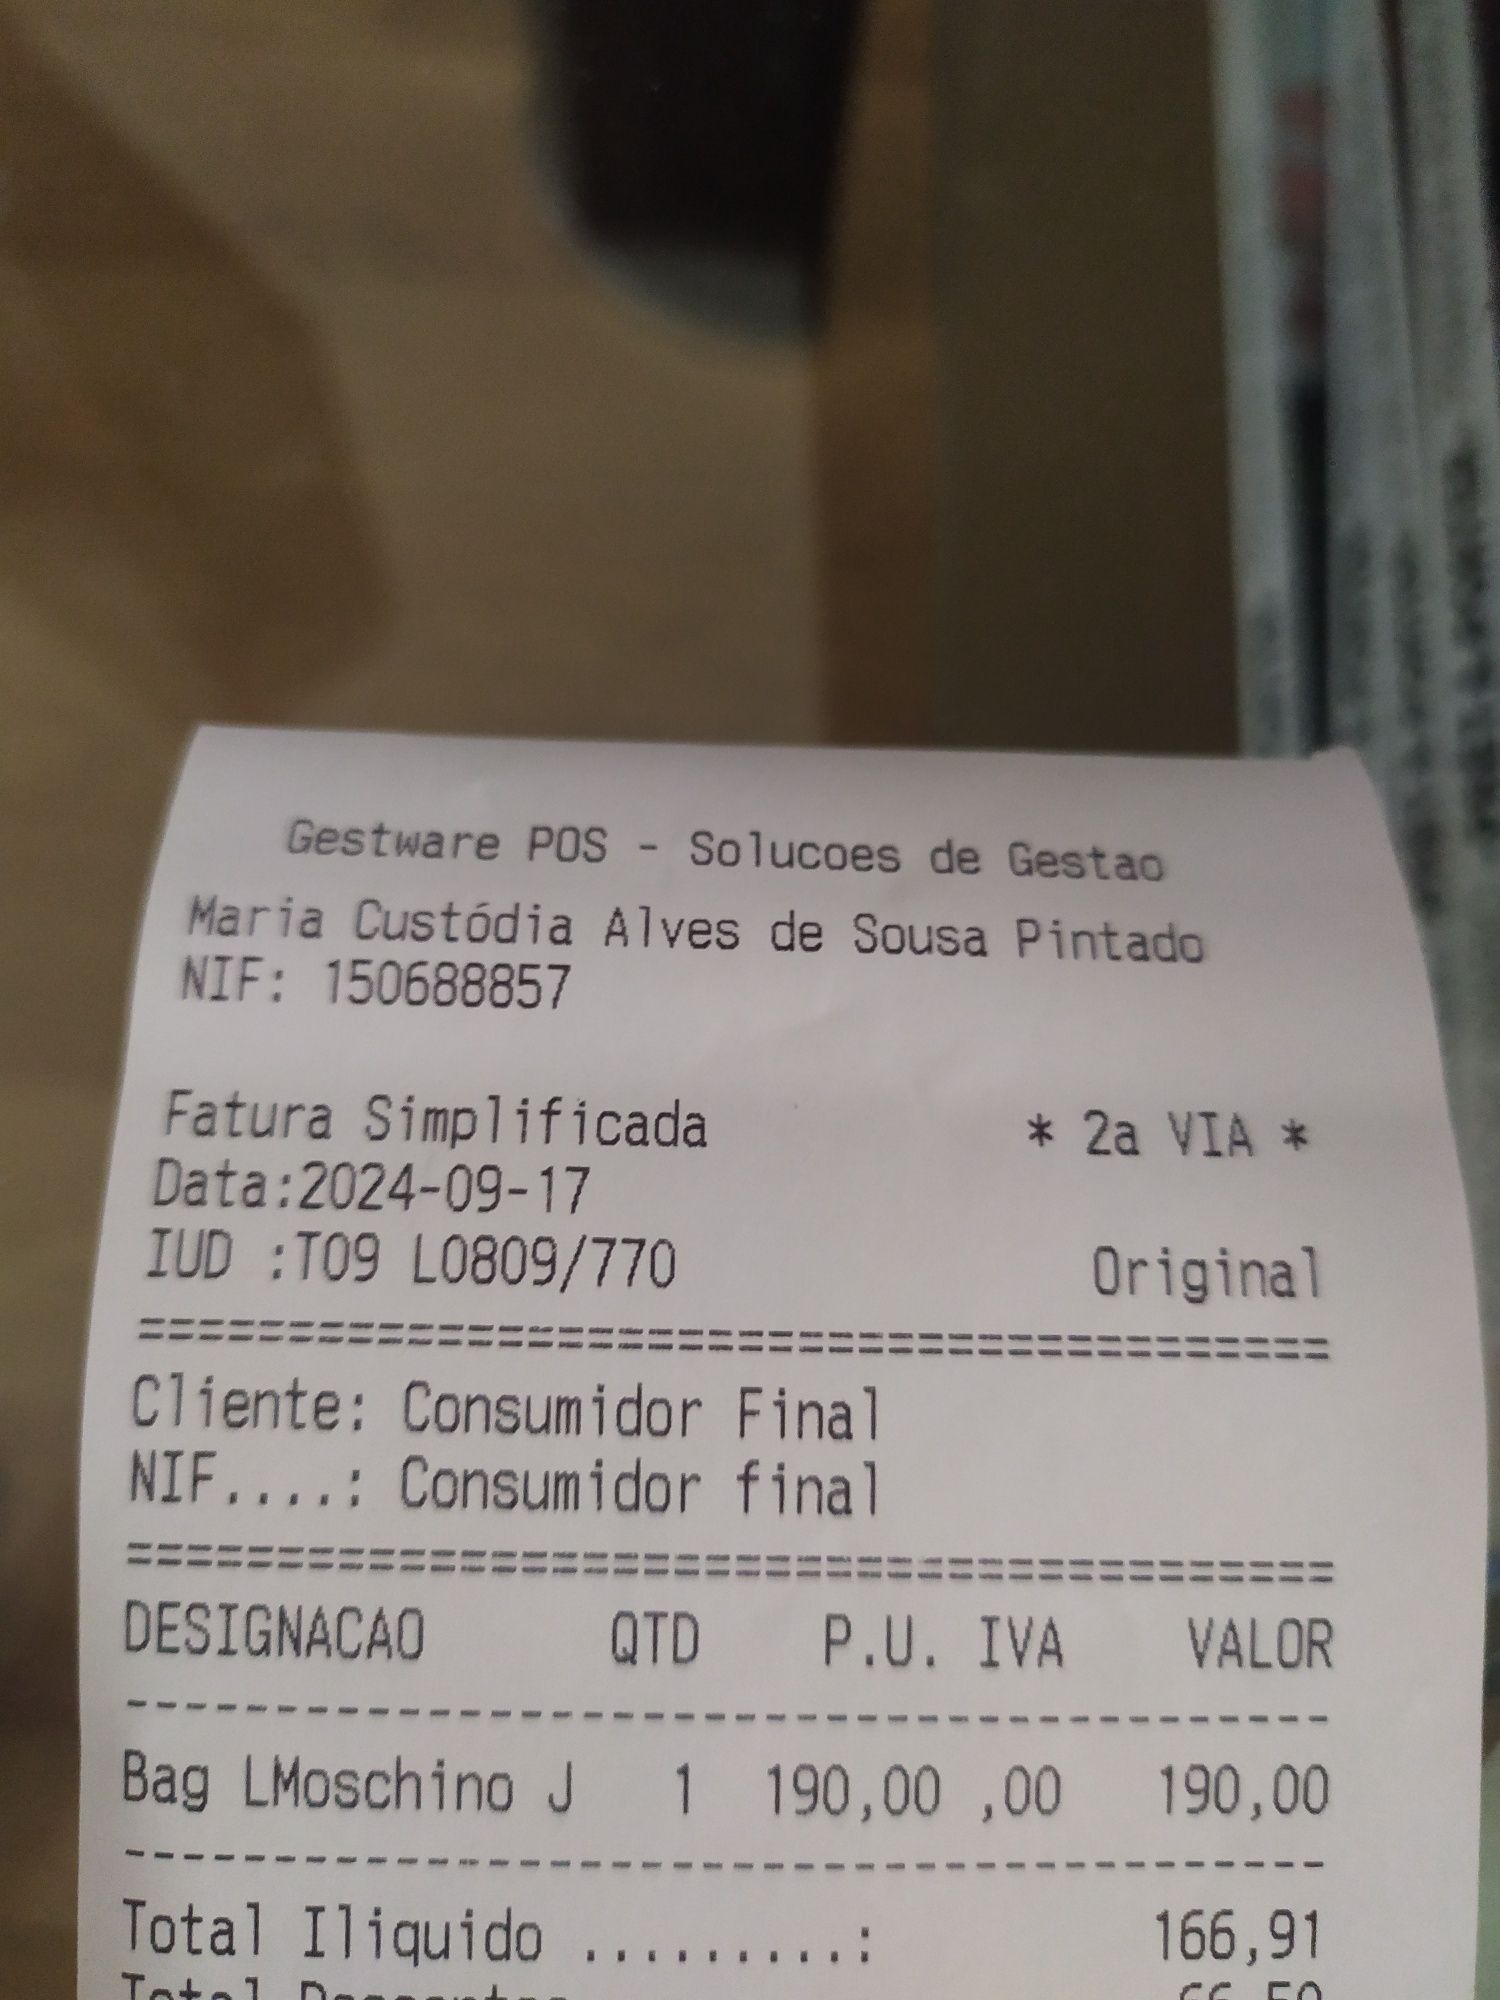 Gestware POS - Solucoes de Gestao
Maria Custódia Alves de Sousa Pintado
NIF: 150688857
Fatura Simplificada * 2a VIA *
Data:2024-09-17
IUD :T09 L0809/770 Original
========================================
Cliente: Consumidor Final
NIF....: Consumidor final
========================================
DESIGNACAO QTD P.U. IVA VALOR
----------------------------------------
Bag LMoschino J 1 190,00 ,00 190,00
----------------------------------------
Total Iliquido .........: 166,91
Total